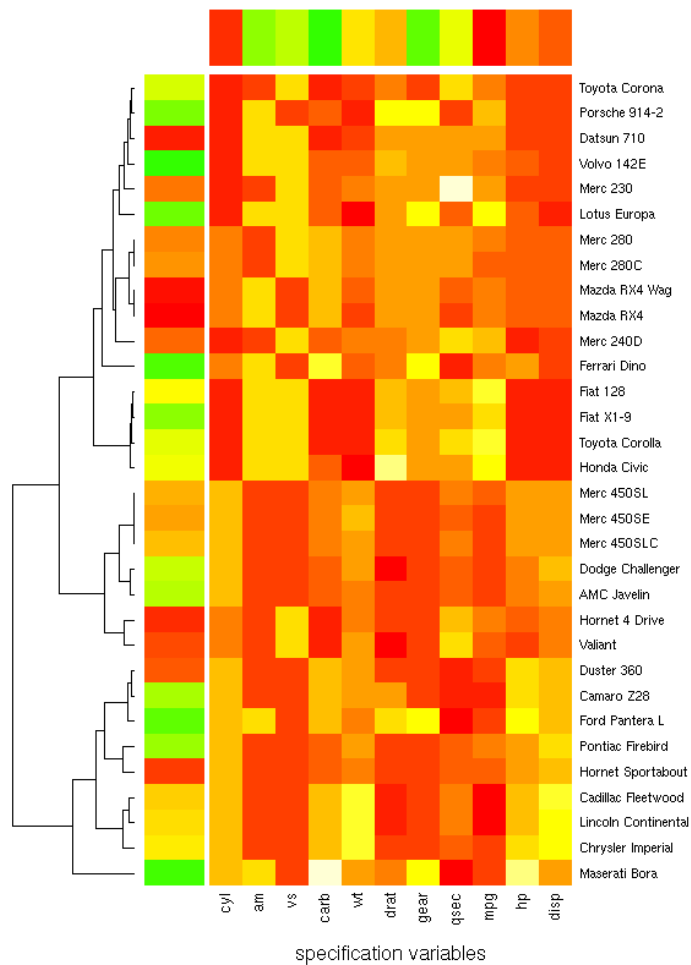 Toyota Corona
Porsche 914-2
Datsun 710
Volvo 142E
Merc 230
Lotus Europa
Merc 280
Merc 280C
Mazda RX4 Wag
Mazda RX4
Merc 240D
Ferrari Dino
Fiat 128
Fiat X1-9
Toyota Corolla
Honda Civic
Merc 450SL
Merc 450SE
Merc 450SLC
Dodge Challenger
AMC Javelin
Hornet 4 Drive
Valiant
Duster 360
Camaro Z28
Ford Pantera L
Pontiac Firebird
Hornet Sportabout
Cadillac Fleetwood
Lincoln Continental
Chrysler Imperial
Maserati Bora
cyl
am
vs
carb
wt
drat
gear
qsec
mpg
hp
disp
specification variables